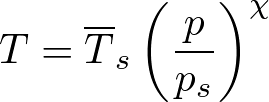 $T = \overline{T}_s \left( \frac{p}{p_s} \right)^{\chi}$